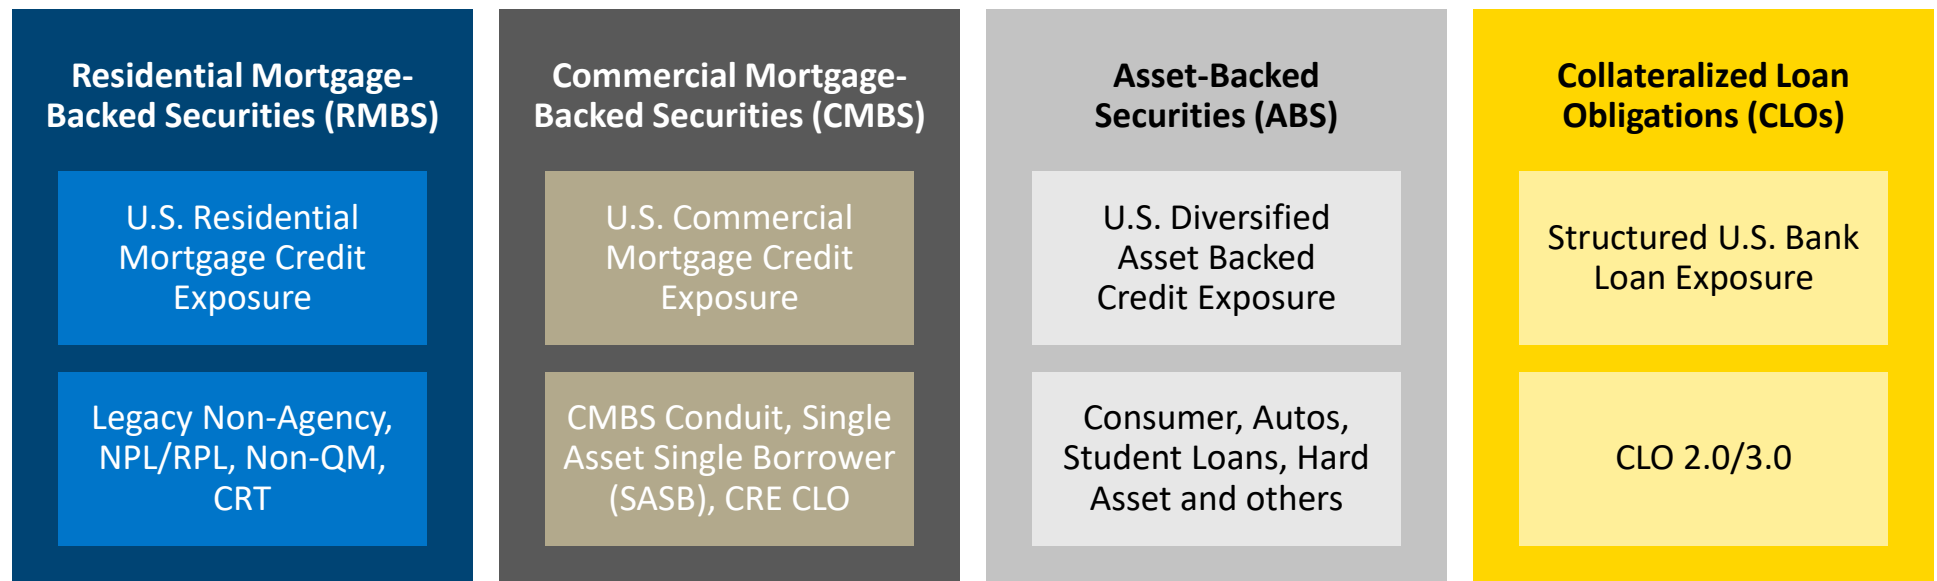 Residential Mortgage-
Backed Securities (RMBS)
U.S. Residential
Mortgage Credit
Exposure
Legacy Non-Agency,
NPL/RPL, Non-QM,
CRT
Commercial Mortgage-
Backed Securities (CMBS)
U.S. Commercial
Mortgage Credit
Exposure
CMBS Conduit, Single
Asset Single Borrower
(SASB), CRE CLO
Asset-Backed
Securities (ABS)
U.S. Diversified
Asset Backed
Credit Exposure
Consumer, Autos,
Student Loans, Hard
Asset and others
Collateralized Loan
Obligations (CLOs)
Structured U.S. Bank
Loan Exposure
CLO 2.0/3.0